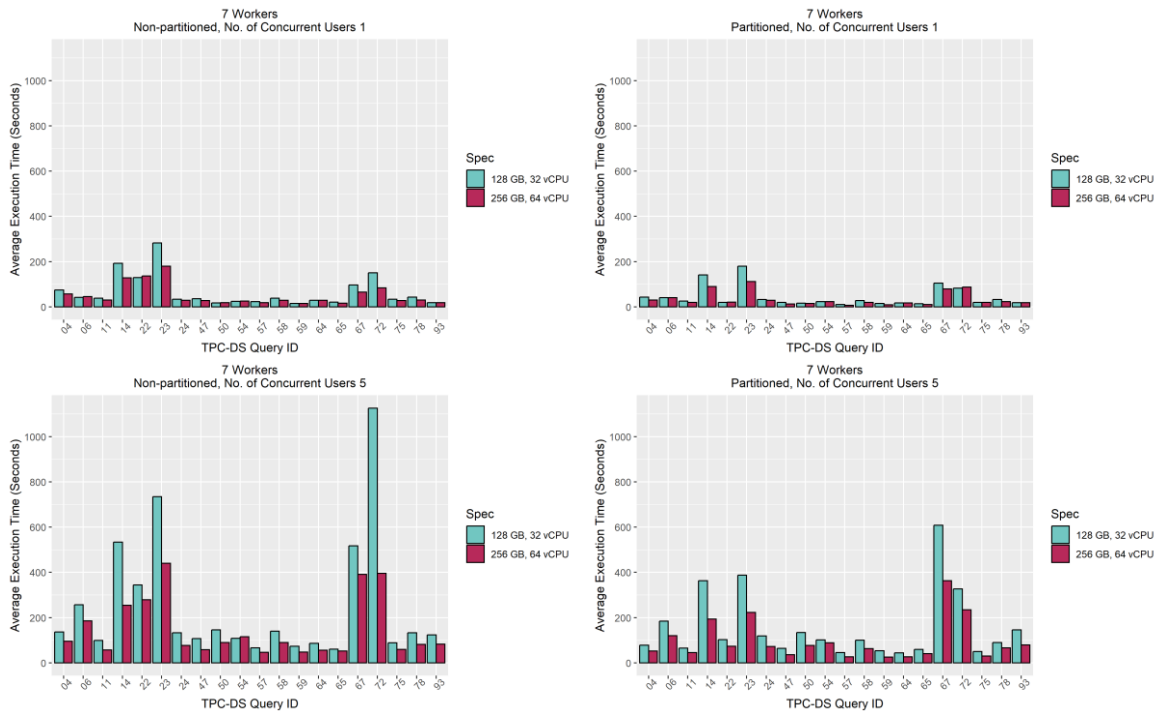 7 Workers
Non-partitioned, No. of Concurrent Users 1
Average Execution Time (Seconds)
1000
800
600
400
200
0
04 06 11 14 22 23 24 47 50 54 57 58 59 64 65 67 72 75 78 93
TPC-DS Query ID
Spec
128 GB, 32 vCPU
256 GB, 64 vCPU
7 Workers
Partitioned, No. of Concurrent Users 1
Average Execution Time (Seconds)
1000
800
600
400
200
0
04 06 11 14 22 23 24 47 50 54 57 58 59 64 65 67 72 75 78 93
TPC-DS Query ID
Spec
128 GB, 32 vCPU
256 GB, 64 vCPU
7 Workers
Non-partitioned, No. of Concurrent Users 5
Average Execution Time (Seconds)
1000
800
600
400
200
0
04 06 11 14 22 23 24 47 50 54 57 58 59 64 65 67 72 75 78 93
TPC-DS Query ID
Spec
128 GB, 32 vCPU
256 GB, 64 vCPU
7 Workers
Partitioned, No. of Concurrent Users 5
Average Execution Time (Seconds)
1000
800
600
400
200
0
04 06 11 14 22 23 24 47 50 54 57 58 59 64 65 67 72 75 78 93
TPC-DS Query ID
Spec
128 GB, 32 vCPU
256 GB, 64 vCPU